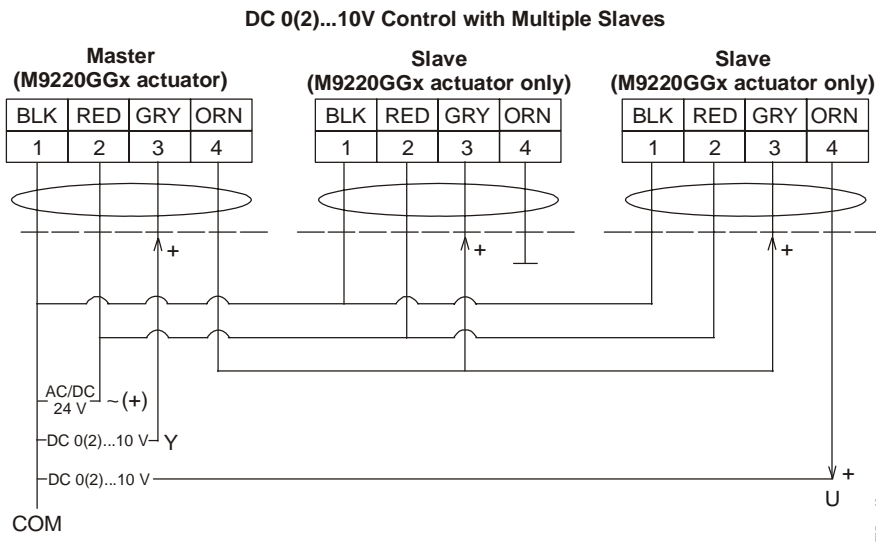 DC 0(2)...10V Control with Multiple Slaves
Master
(M9220GGx actuator)
Slave
(M9220GGx actuator only)
Slave
(M9220GGx actuator only)
BLK RED GRY ORN
1 2 3 4
BLK RED GRY ORN
1 2 3 4
BLK RED GRY ORN
1 2 3 4
+
+
+
AC/DC
24 V ~(+)
DC 0(2)...10 V Y
DC 0(2)...10 V
+
U
COM